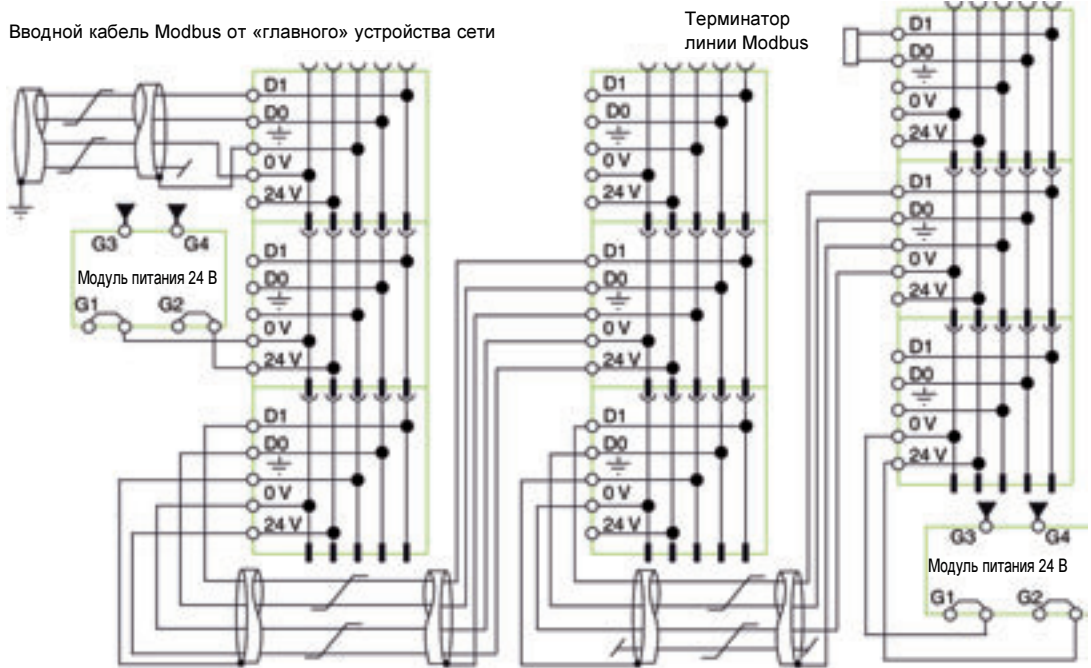 Вводной кабель Modbus от «главного» устройства сети
Терминатор
линии Modbus
D1
D0
0 V
24 V
G3 G4
Модуль питания 24 В
G1 G2
D1
D0
0 V
24 V
D1
D0
0 V
24 V
D1
D0
0 V
24 V
D1
D0
0 V
24 V
D1
D0
0 V
24 V
D1
D0
0 V
24 V
D1
D0
0 V
24 V
D1
D0
0 V
24 V
G3 G4
Модуль питания 24 В
G1 G2